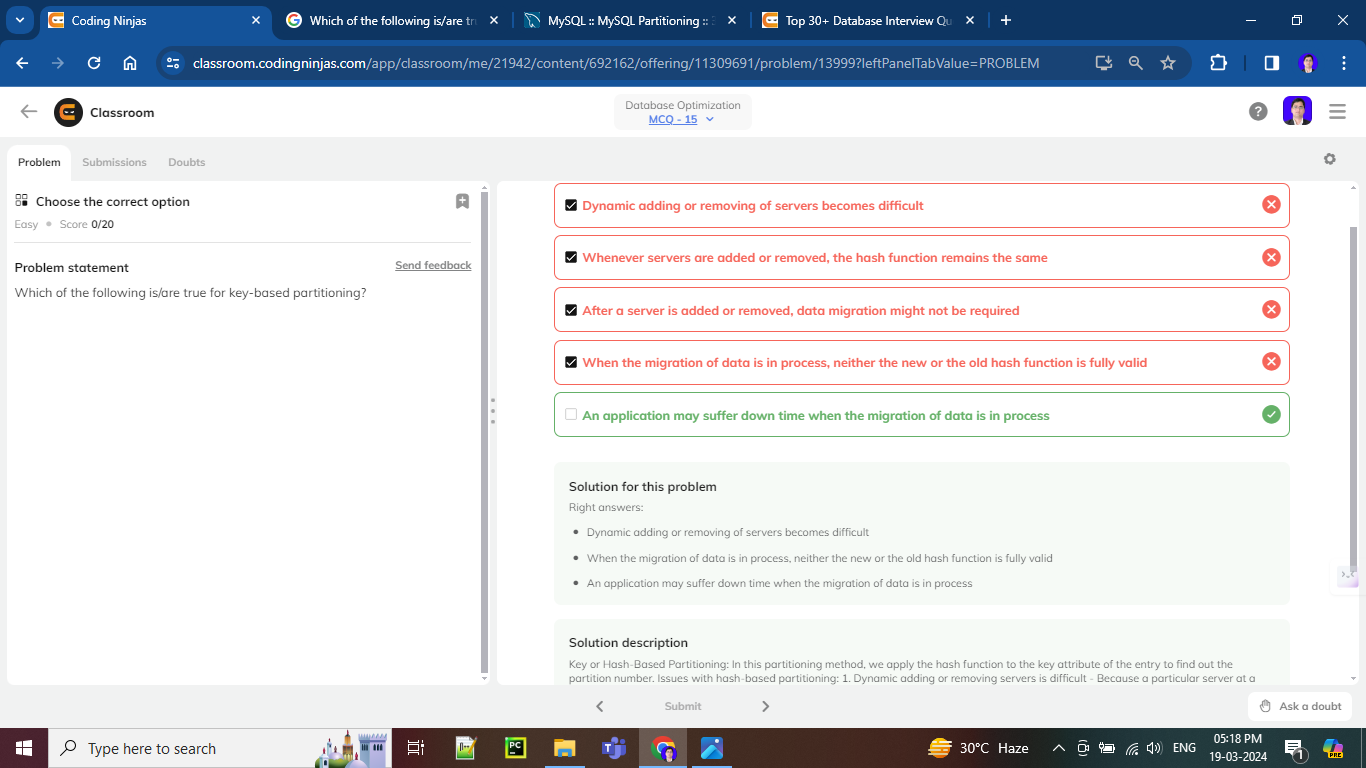 Coding Ninjas
Which of the following is/are tr
MySQL :: MySQL Partitioning ::
Top 30+ Database Interview Qu
classroom.codingninjas.com/app/classroom/me/21942/content/692162/offering/11309691/problem/13999?leftPanelTabValue=PROBLEM
Classroom
Database Optimization
MCQ - 15
Problem
Submissions
Doubts
Choose the correct option
Easy
Score 0/20
Problem statement
Send feedback
Which of the following is/are true for key-based partitioning?
Dynamic adding or removing of servers becomes difficult
Whenever servers are added or removed, the hash function remains the same
After a server is added or removed, data migration might not be required
When the migration of data is in process, neither the new or the old hash function is fully valid
An application may suffer down time when the migration of data is in process
Solution for this problem
Right answers:
Dynamic adding or removing of servers becomes difficult
When the migration of data is in process, neither the new or the old hash function is fully valid
An application may suffer down time when the migration of data is in process
Solution description
Key or Hash-Based Partitioning: In this partitioning method, we apply the hash function to the key attribute of the entry to find out the
partition number. Issues with hash-based partitioning: 1. Dynamic adding or removing servers is difficult - Because a particular server at a
Submit
Ask a doubt
Type here to search
PC
30°C Haze
ENG
05:18 PM
19-03-2024
1
PRE